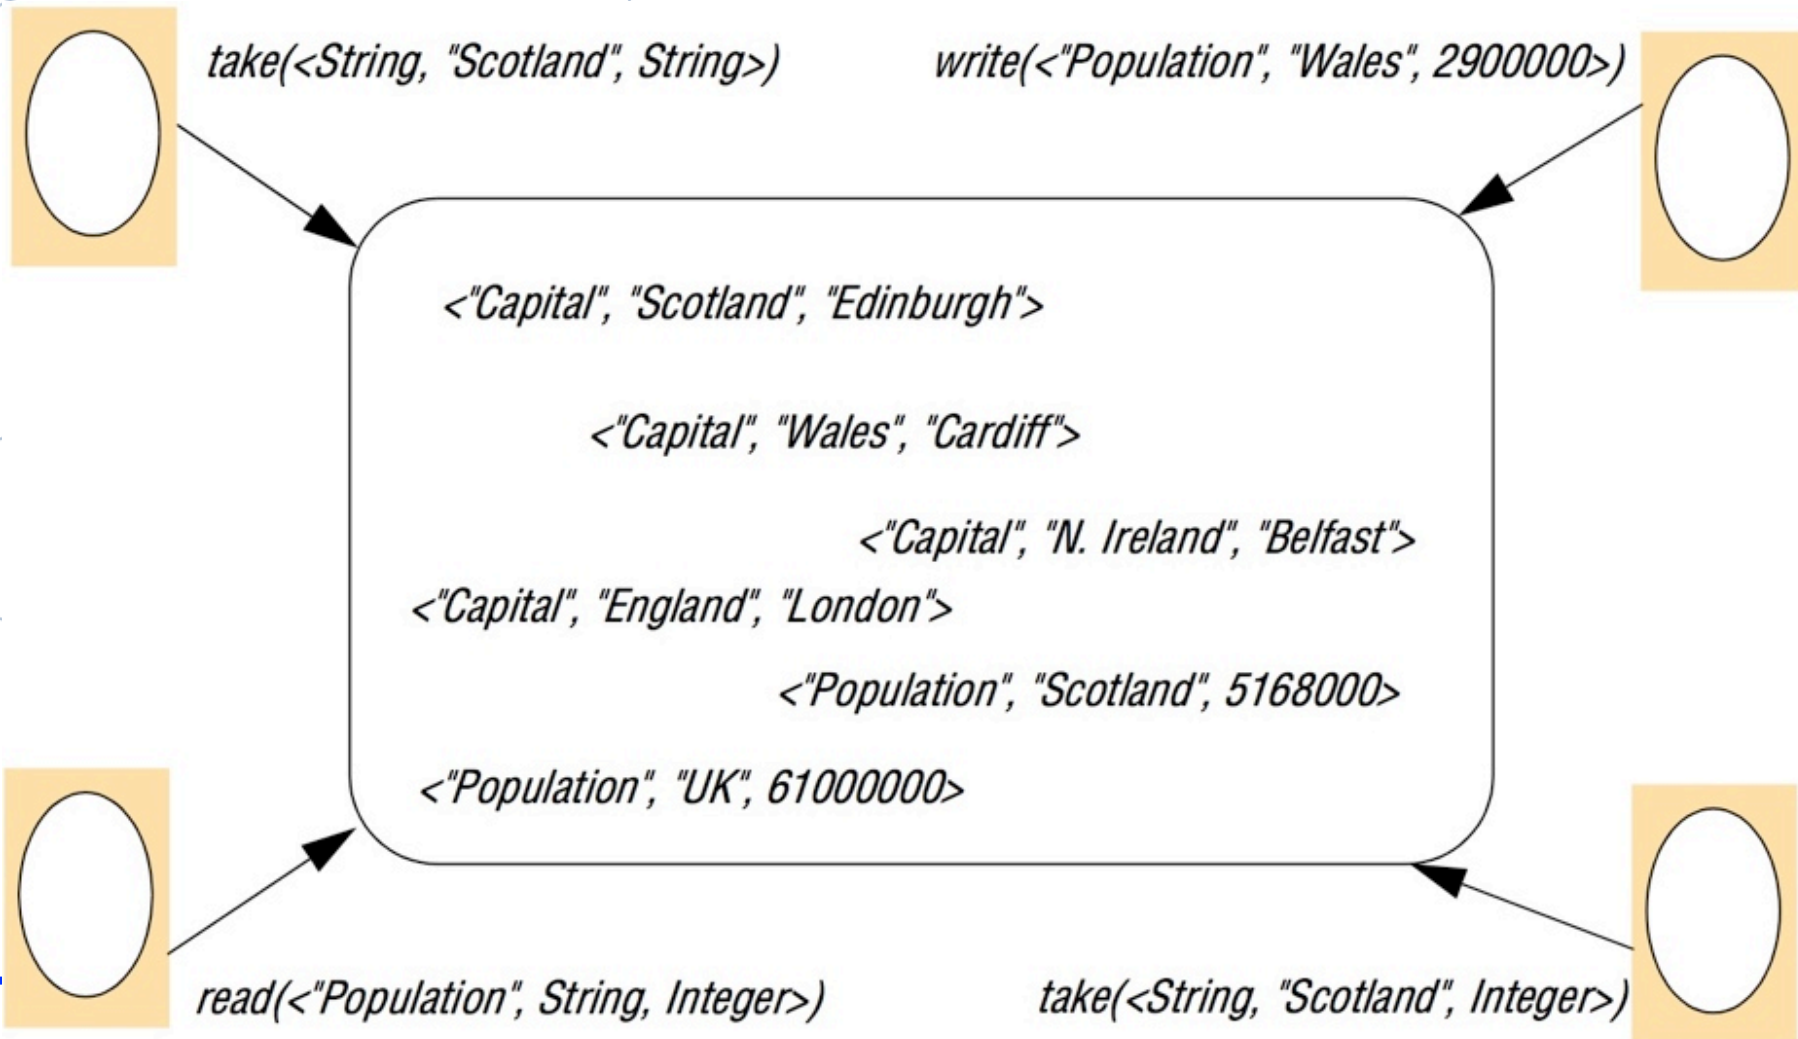 take(<String, "Scotland", String>)
write(<"Population", "Wales", 2900000>)
<"Capital", "Scotland", "Edinburgh">
<"Capital", "Wales", "Cardiff">
<"Capital", "N. Ireland", "Belfast">
<"Capital", "England", "London">
<"Population", "Scotland", 5168000>
<"Population", "UK", 61000000>
read(<"Population", String, Integer>)
take(<String, "Scotland", Integer>)